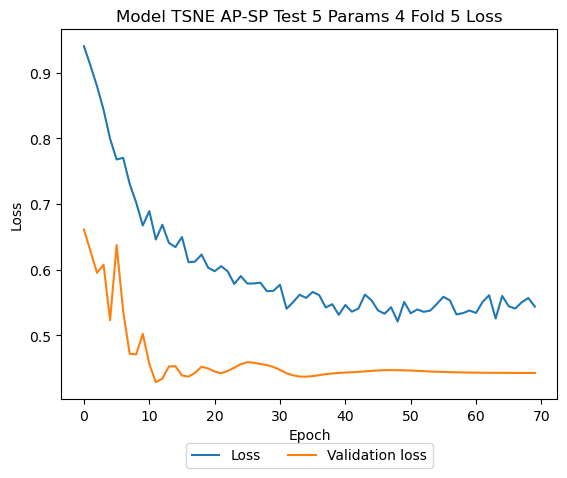 Model TSNE AP-SP Test 5 Params 4 Fold 5 Loss
Loss
0.9
0.8
0.7
0.6
0.5
0 10 20 30 40 50 60 70
Epoch
Loss Validation loss